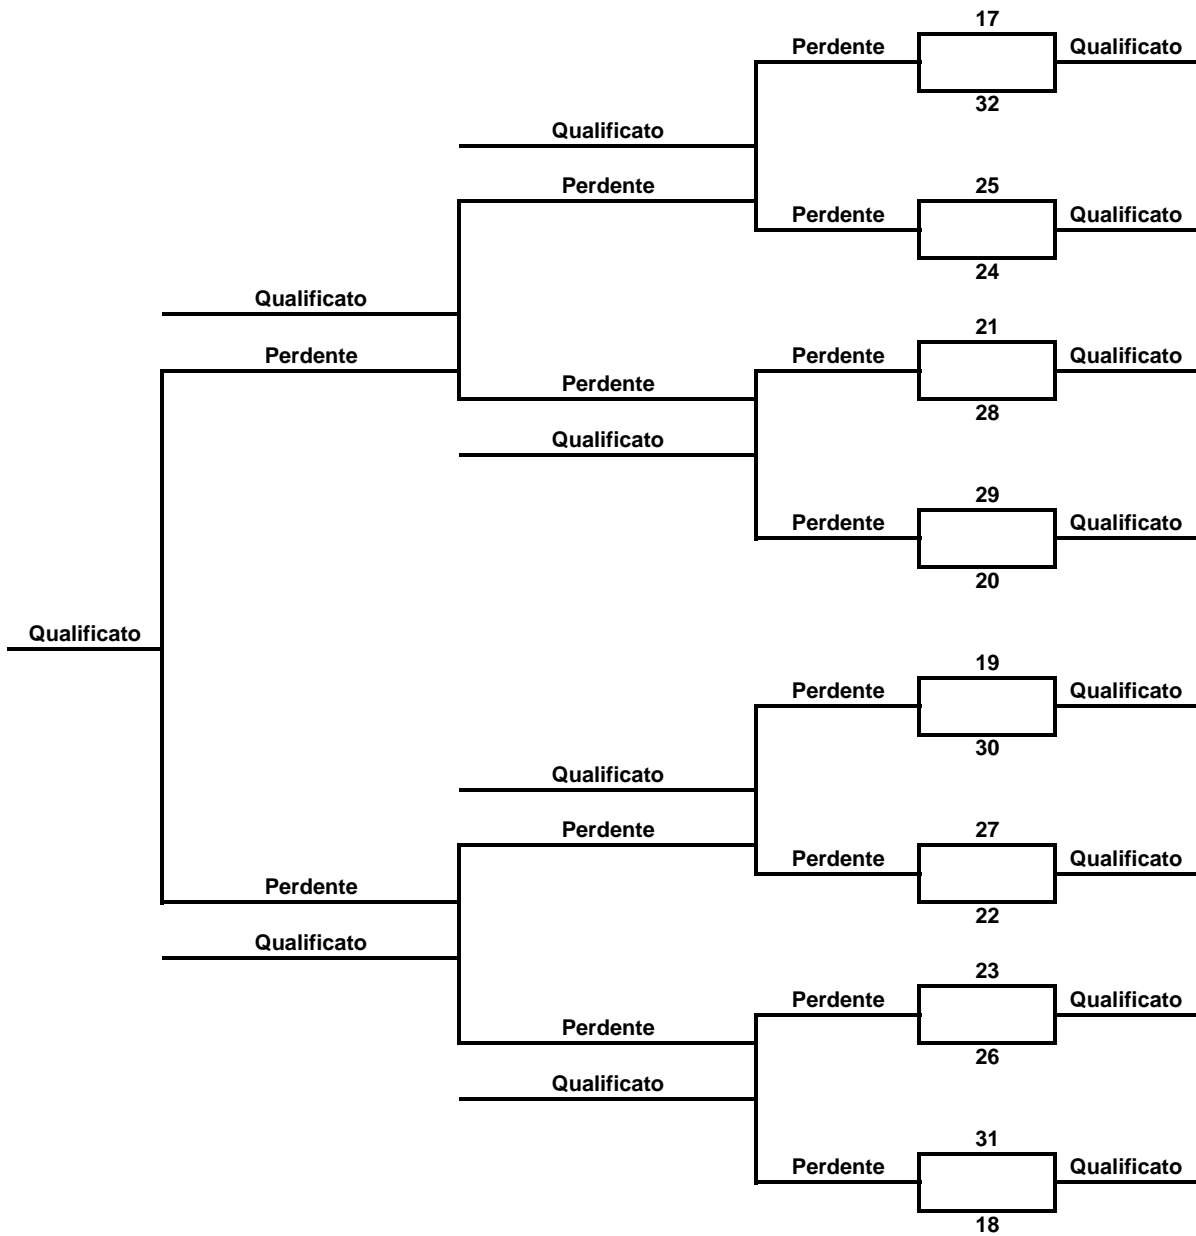 17
Perdente
Qualificato
32
Qualificato
Perdente
25
Perdente
Qualificato
24
Qualificato
21
Perdente
Perdente
Qualificato
Perdente
28
Qualificato
29
Perdente
Qualificato
20
Qualificato
19
Perdente
Qualificato
30
Qualificato
Perdente
27
Perdente
Qualificato
Perdente
22
Qualificato
23
Perdente
Qualificato
Perdente
26
Qualificato
31
Perdente
Qualificato
18